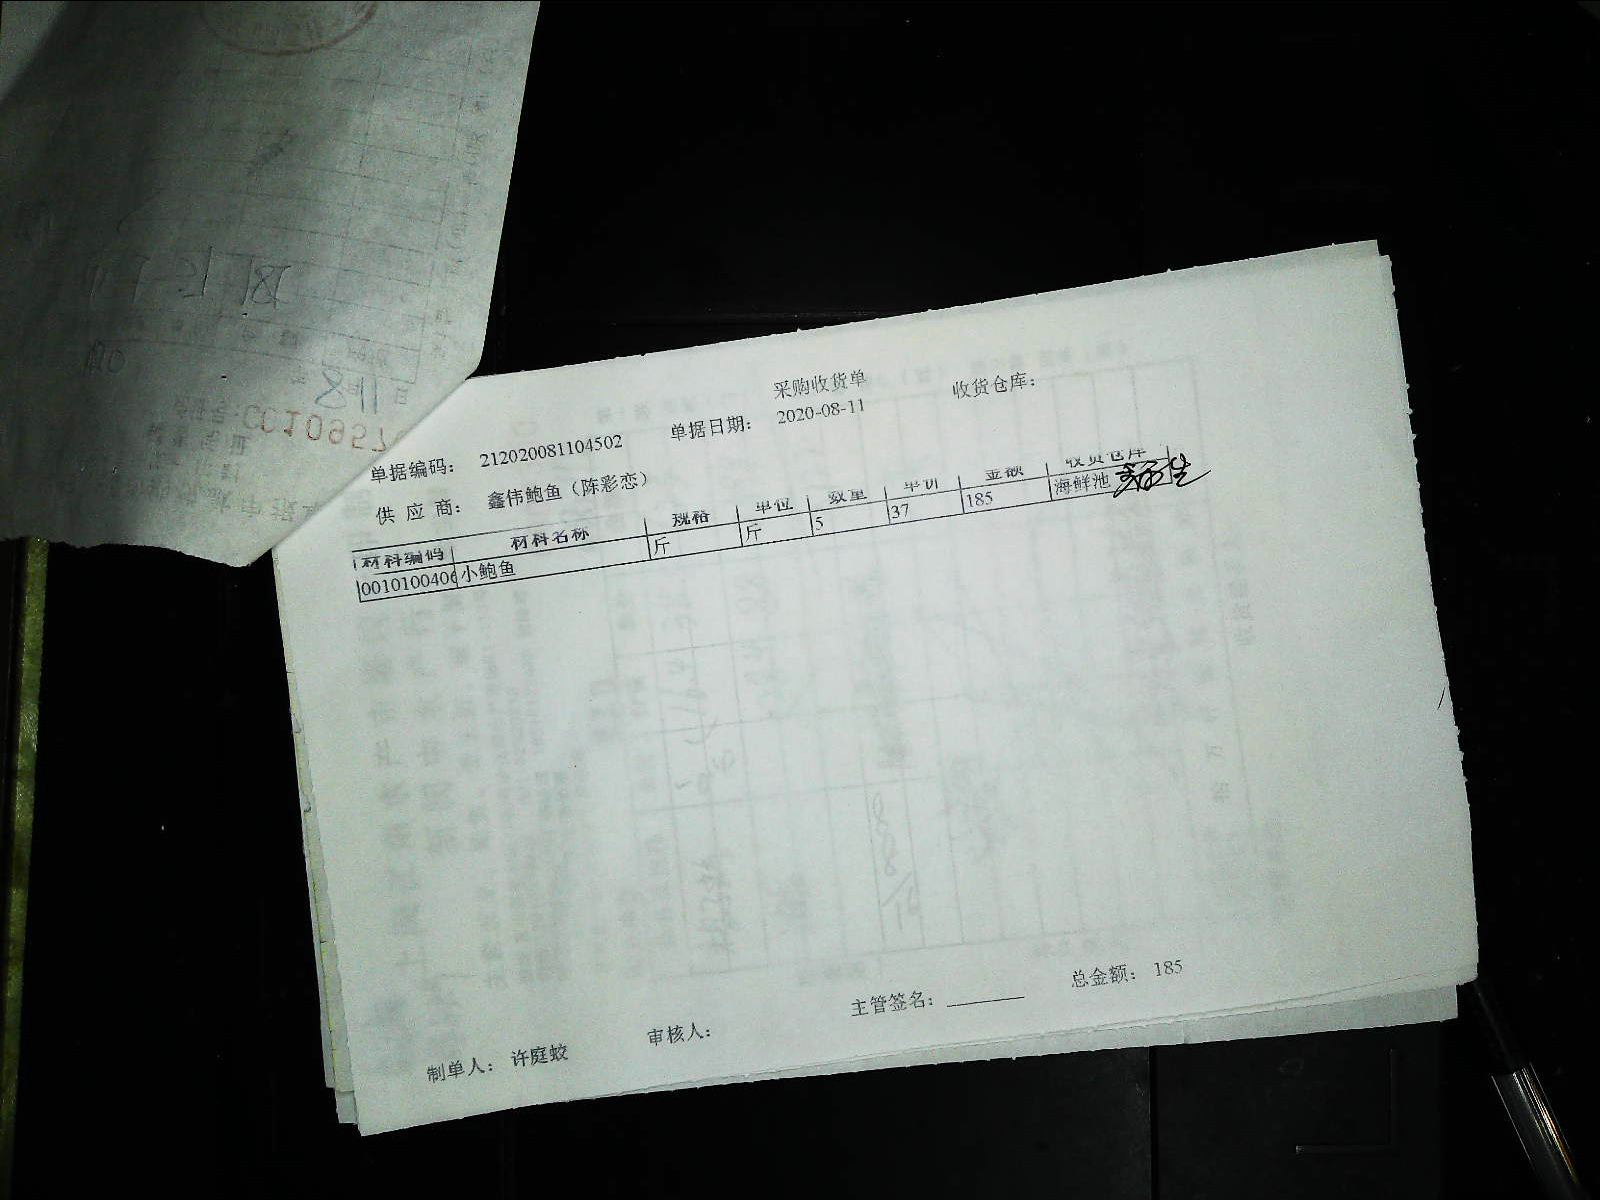 采购收货单
单据编码： 212020081104502 单据日期： 2020-08-11 收货仓库：
供 应 商： 鑫伟鲍鱼（陈彩恋）
材料编码 材料名称 规格 单位 数量 单价 金额 收货仓库
0010100406 小鲍鱼 斤 斤 5 37 185 海鲜池
制单人： 许庭蛟 审核人： 主管签名： 总金额： 185